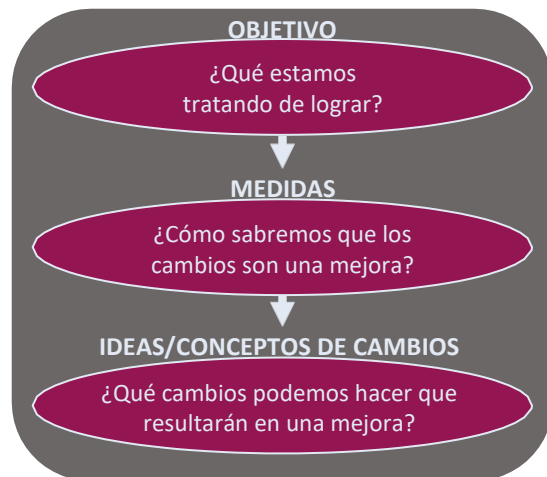 OBJETIVO
¿Qué estamos
tratando de lograr?
MEDIDAS
¿Cómo sabremos que los
cambios son una mejora?
IDEAS/CONCEPTOS DE CAMBIOS
¿Qué cambios podemos hacer que
resultarán en una mejora?